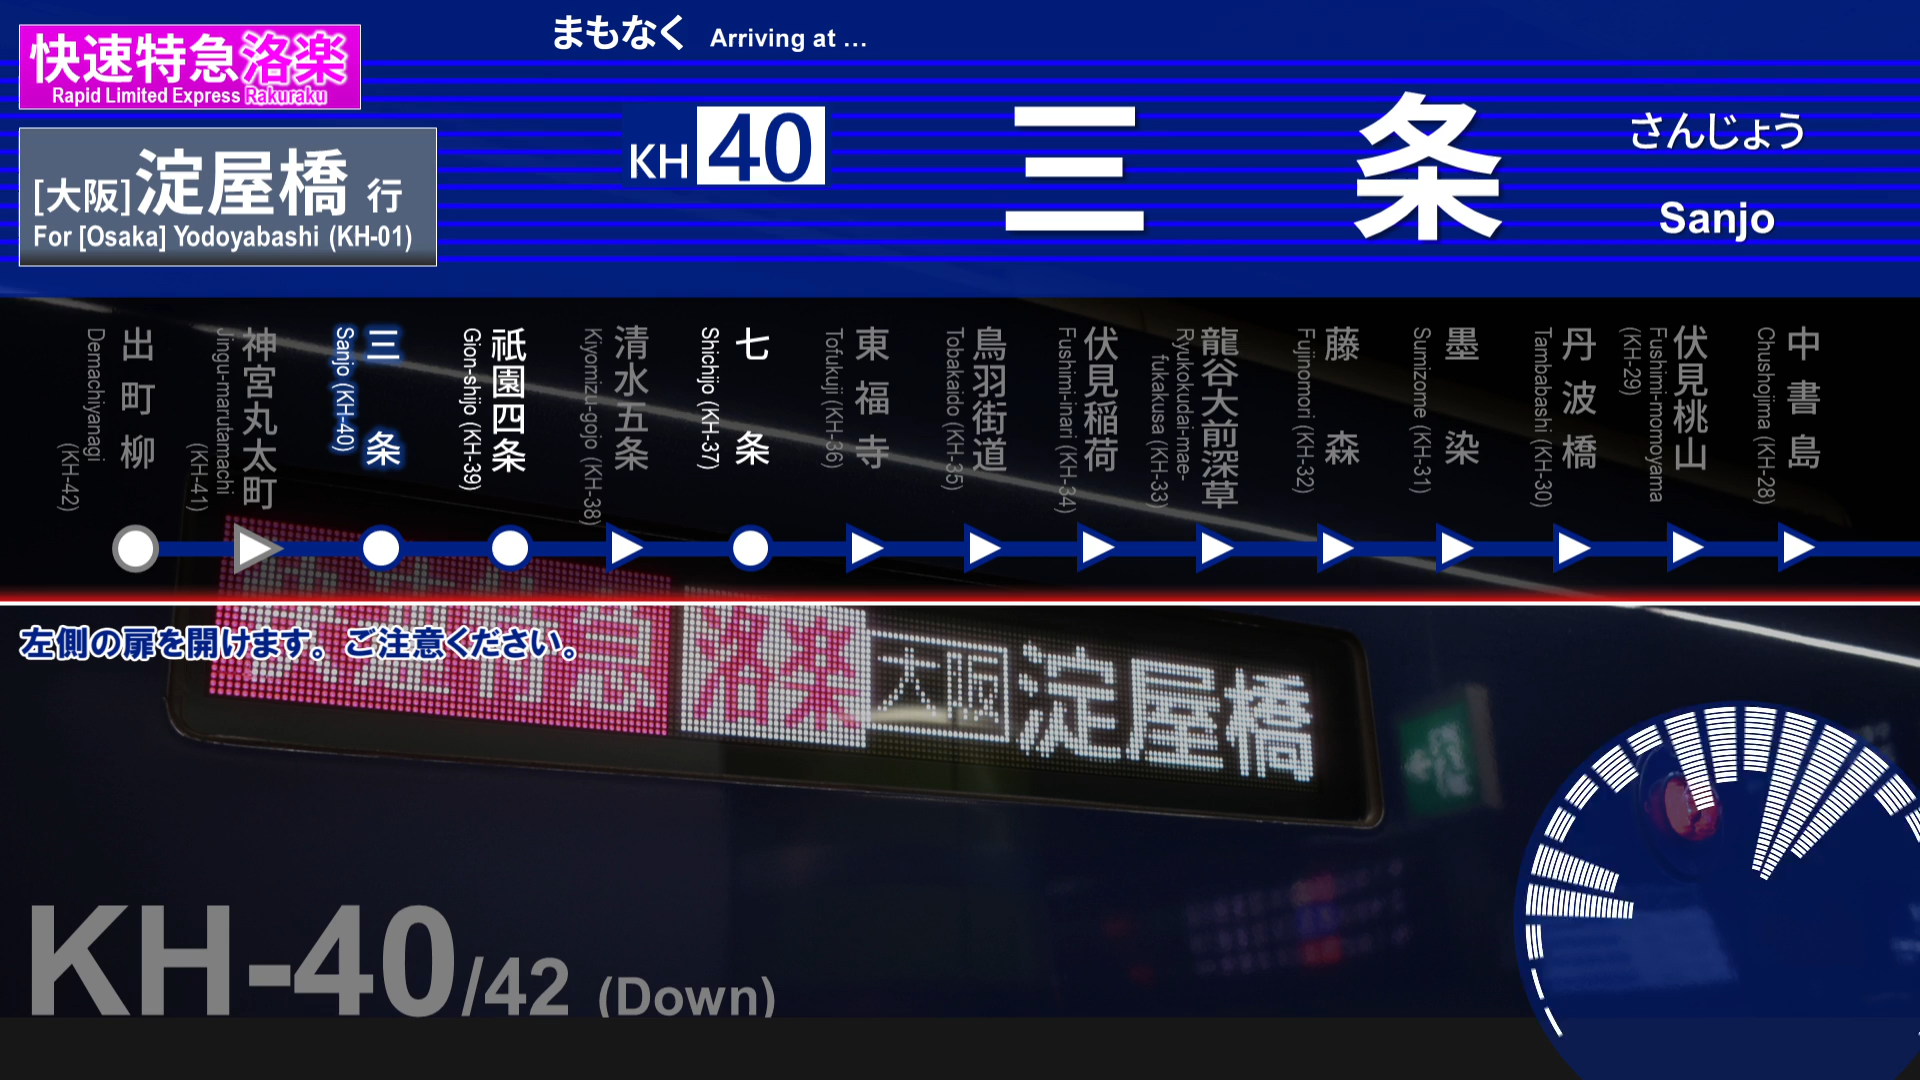 快速特急洛楽
Rapid Limited Express Rakuraku
[大阪]淀屋橋 行
For [Osaka] Yodoyabashi (KH-01)
まもなく Arriving at ...
KH 40
三条
さんじょう
Sanjo
出町柳
Demachiyanagi
(KH-42)
神宮丸太町
Jingu-marutamachi
(KH-41)
三条
Sanjo (KH-40)
祇園四条
Gion-shijo (KH-39)
清水五条
Kiyomizu-gojo (KH-38)
七条
Shichijo (KH-37)
東福寺
Tofukuji (KH-36)
鳥羽街道
Tobakaido (KH-35)
伏見稲荷
Fushimi-inari (KH-34)
龍谷大前深草
Ryukokudai-mae-
fukakusa (KH-33)
藤森
Fujinomori (KH-32)
墨染
Sumizome (KH-31)
丹波橋
Tambabashi (KH-30)
伏見桃山
Fushimi-momoyama
(KH-29)
中書島
Chushojima (KH-28)
左側の扉を開けます。ご注意ください。
快速特急 洛楽 大阪 淀屋橋
KH-40/42 (Down)